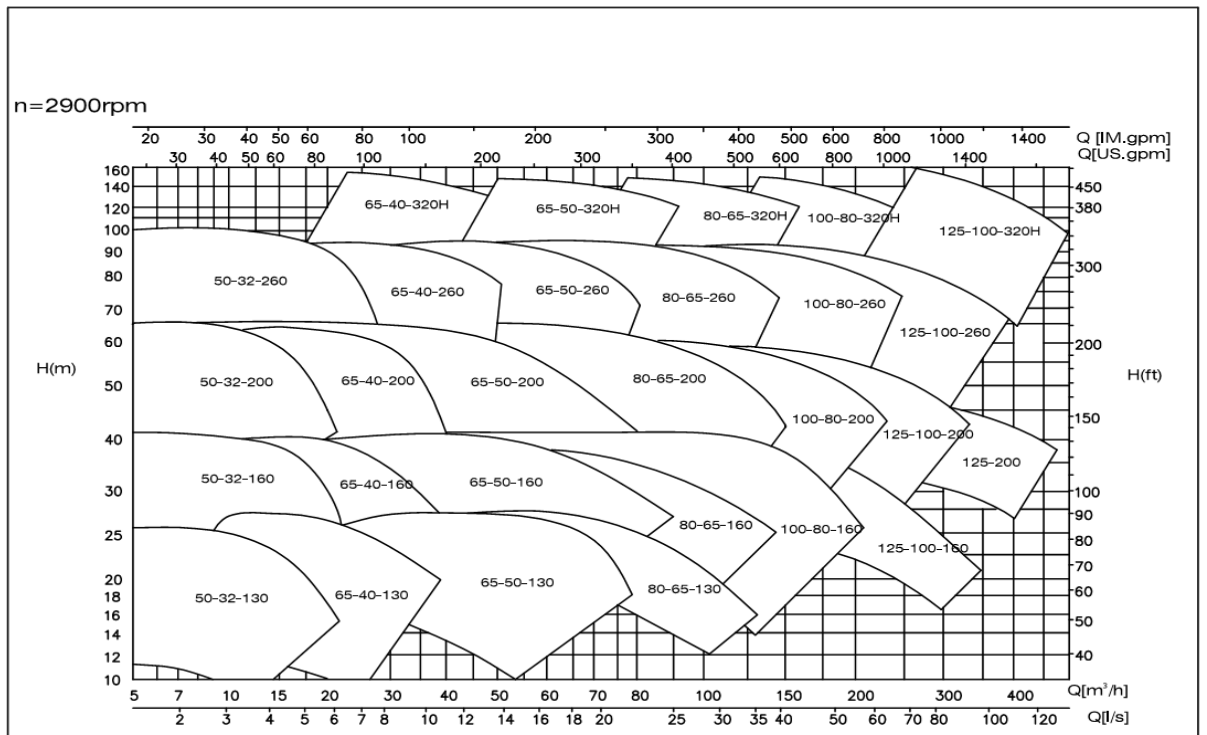 n=2900rpm
20 30 40 50 60 80 100 200 300 400 500 600 800 1000 1400 Q [IM.gpm]
30 40 50 60 80 100 200 300 400 500 600 800 1000 1400 Q[US.gpm]
160
140 450
65-40-320H 65-50-320H 80-65-320H 100-80-320H 125-100-320H
120 380
100
90 300
80
50-32-260 65-40-260 65-50-260 80-65-260 100-80-260 125-100-260
70
60 200
H(m) H(ft)
50-32-200 65-40-200 65-50-200 80-65-200 100-80-200 125-100-200 125-200
50 150
40
50-32-160 65-40-160 65-50-160 80-65-160 100-80-160 125-100-160
30 100
90
25 80
70
20
50-32-130 65-40-130 65-50-130 80-65-130
18 60
16 50
14
12 40
10
5 7 10 15 20 30 40 50 60 70 80 100 150 200 300 400 Q[m³/h]
2 3 4 5 6 7 8 10 12 14 16 18 20 25 30 35 40 50 60 70 80 100 120 Q[l/s]